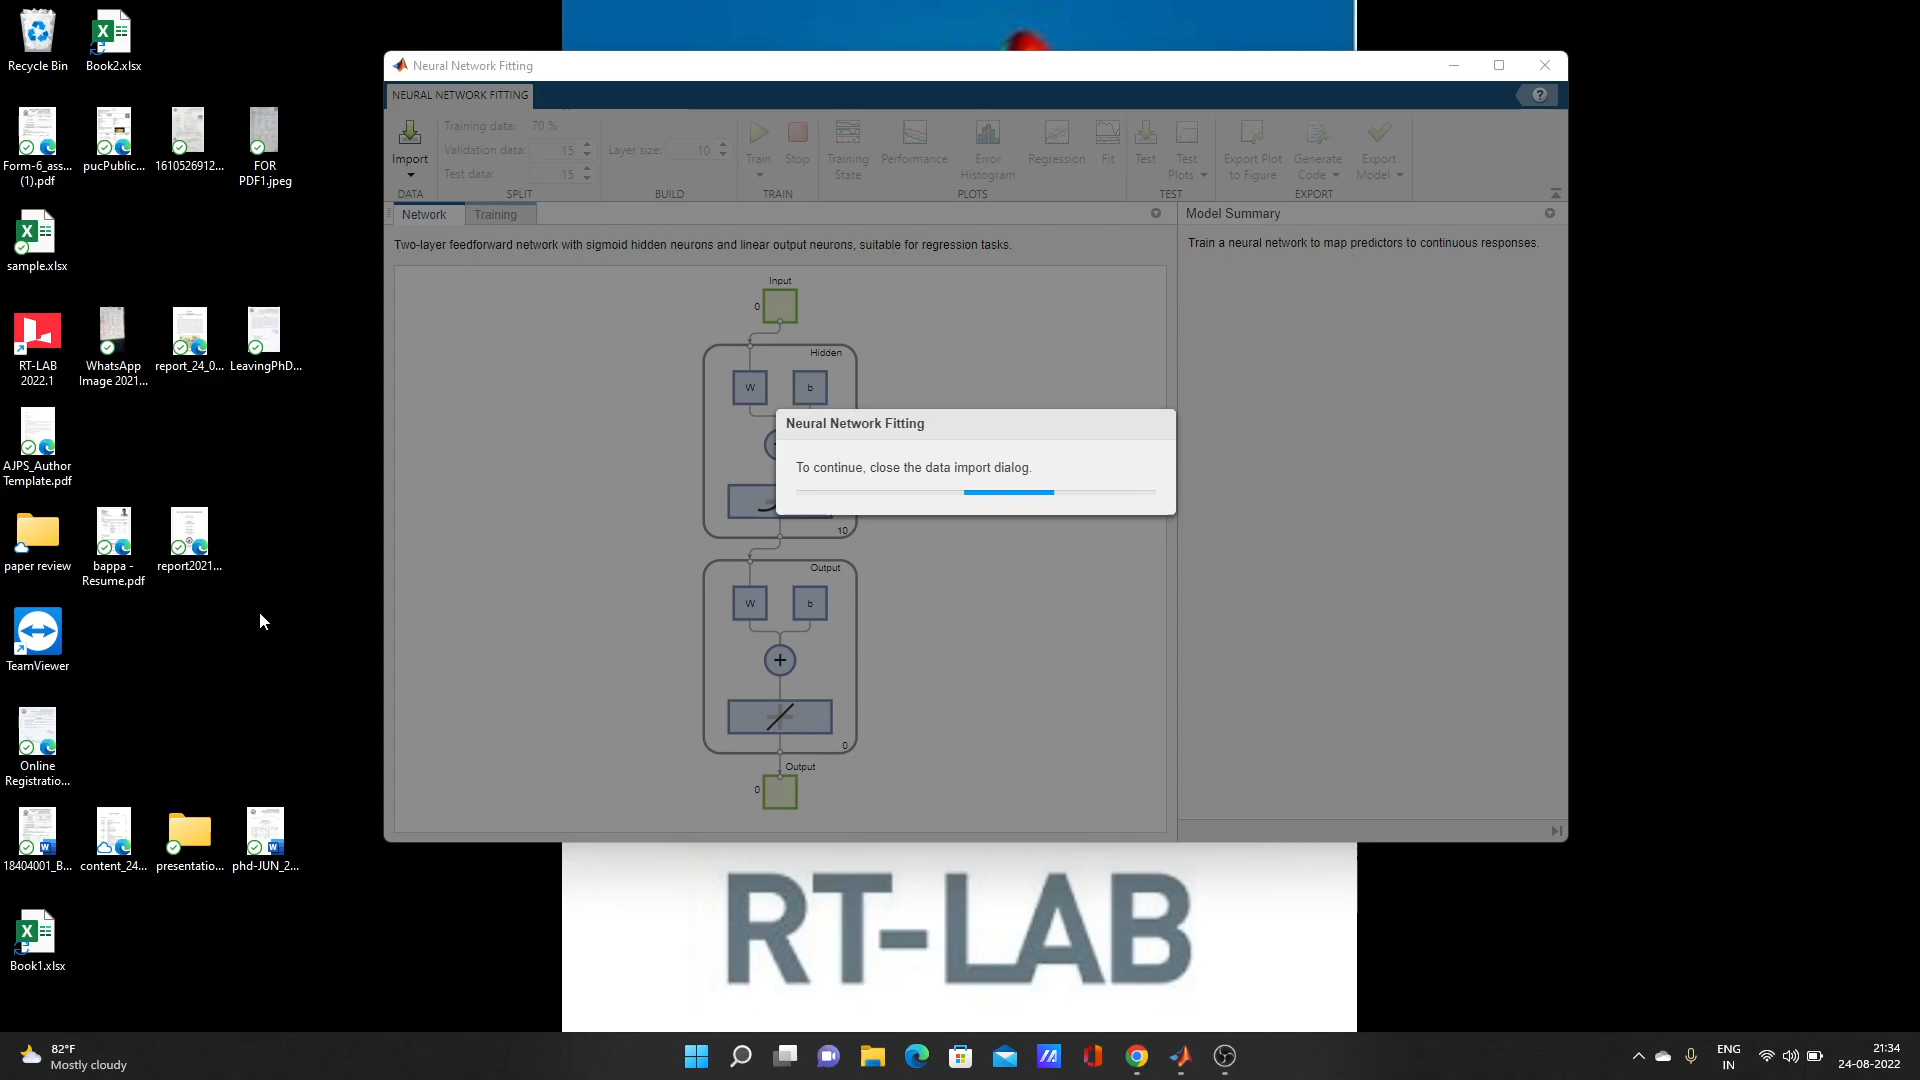 Recycle Bin
Book2.xlsx
Form-6_ass...
(1).pdf
pucPublic...
1610526912...
FOR
PDF1.jpeg
sample.xlsx
RT-LAB
2022.1
WhatsApp
Image 2021...
report_24_0...
LeavingPhD...
AJPS_Author
Template.pdf
paper review
bappa -
Resume.pdf
report2021...
TeamViewer
Online
Registratio...
18404001_B...
content_24...
presentatio...
phd-JUN_2...
Book1.xlsx
Neural Network Fitting
NEURAL NETWORK FITTING
?
Import
DATA
Training data: 70 %
Validation data: 15
Test data: 15
SPLIT
Layer size: 10
BUILD
Train
Stop
TRAIN
Training
State
Performance
Error
Histogram
Regression
Fit
PLOTS
Test
Test
Plots
TEST
Export Plot
to Figure
Generate
Code
Export
Model
EXPORT
Network
Training
Model Summary
Two-layer feedforward network with sigmoid hidden neurons and linear output neurons, suitable for regression tasks.
Train a neural network to map predictors to continuous responses.
Input
0
Hidden
W
b
10
Neural Network Fitting
To continue, close the data import dialog.
Output
W
b
+
0
Output
0
RT-LAB
82°F
Mostly cloudy
ENG
IN
21:34
24-08-2022